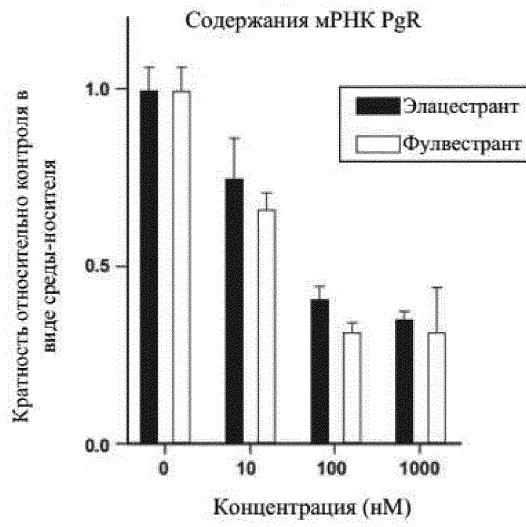 Содержания мРНК PgR
Кратность относительно контроля в
виде среды-носителя
1.0
0.5
0.0
Элацестрант
Фулвестрант
0 10 100 1000
Концентрация (нМ)